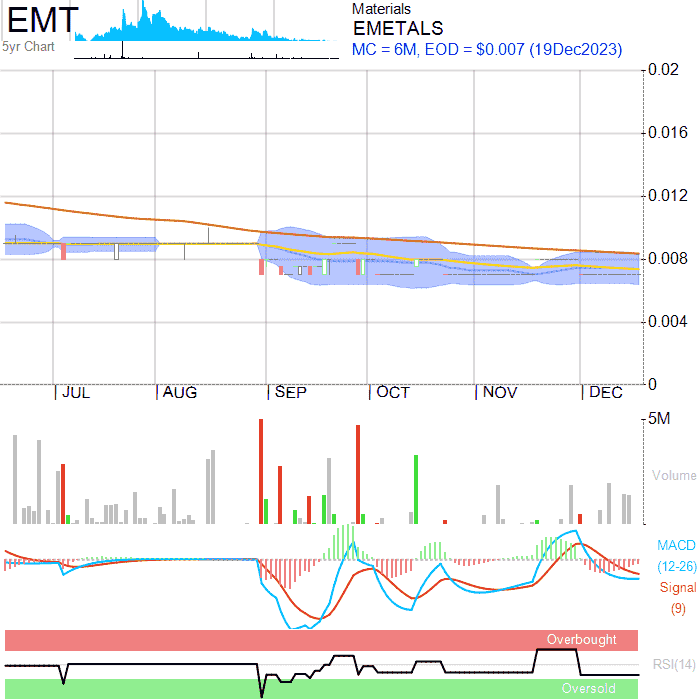 EMT
5yr Chart
Materials
EMETALS
MC = 6M, EOD = $0.007 (19Dec2023)
0.02
0.016
0.012
0.008
0.004
0
JUL AUG SEP OCT NOV DEC
5M
Volume
MACD
(12-26)
Signal
(9)
Overbought
RSI(14)
Oversold